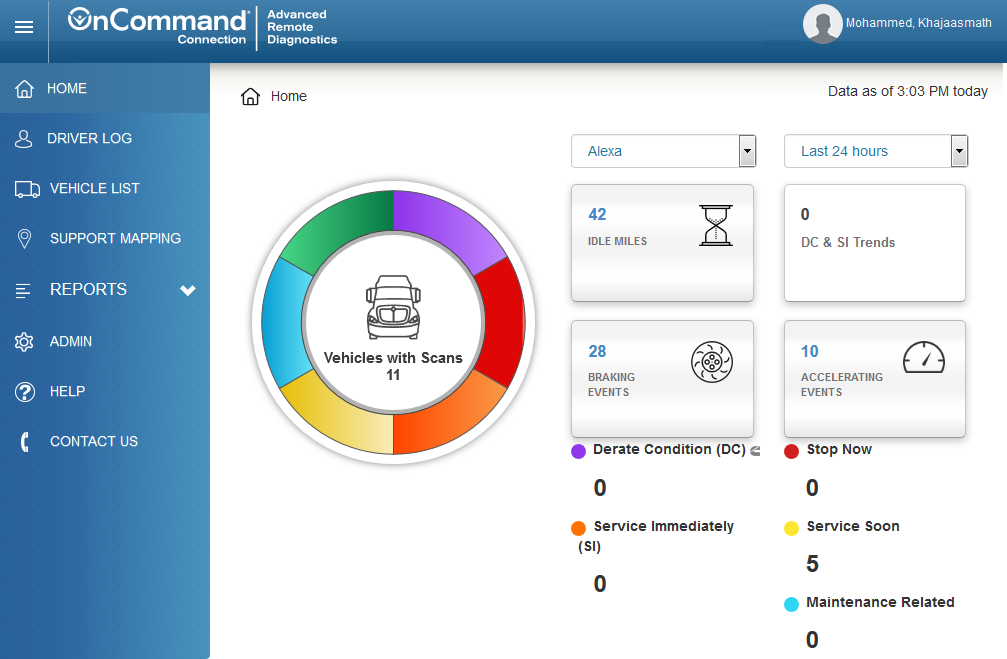 OnCommand®
Connection
Advanced
Remote
Diagnostics
Mohammed, Khajaasmath
HOME
DRIVER LOG
VEHICLE LIST
SUPPORT MAPPING
REPORTS
ADMIN
HELP
CONTACT US
Home
Data as of 3:03 PM today
Alexa
Last 24 hours
42
IDLE MILES
0
DC & SI Trends
28
BRAKING
EVENTS
10
ACCELERATING
EVENTS
Vehicles with Scans
11
Derate Condition (DC)
0
Stop Now
0
Service Immediately
(SI)
0
Service Soon
5
Maintenance Related
0